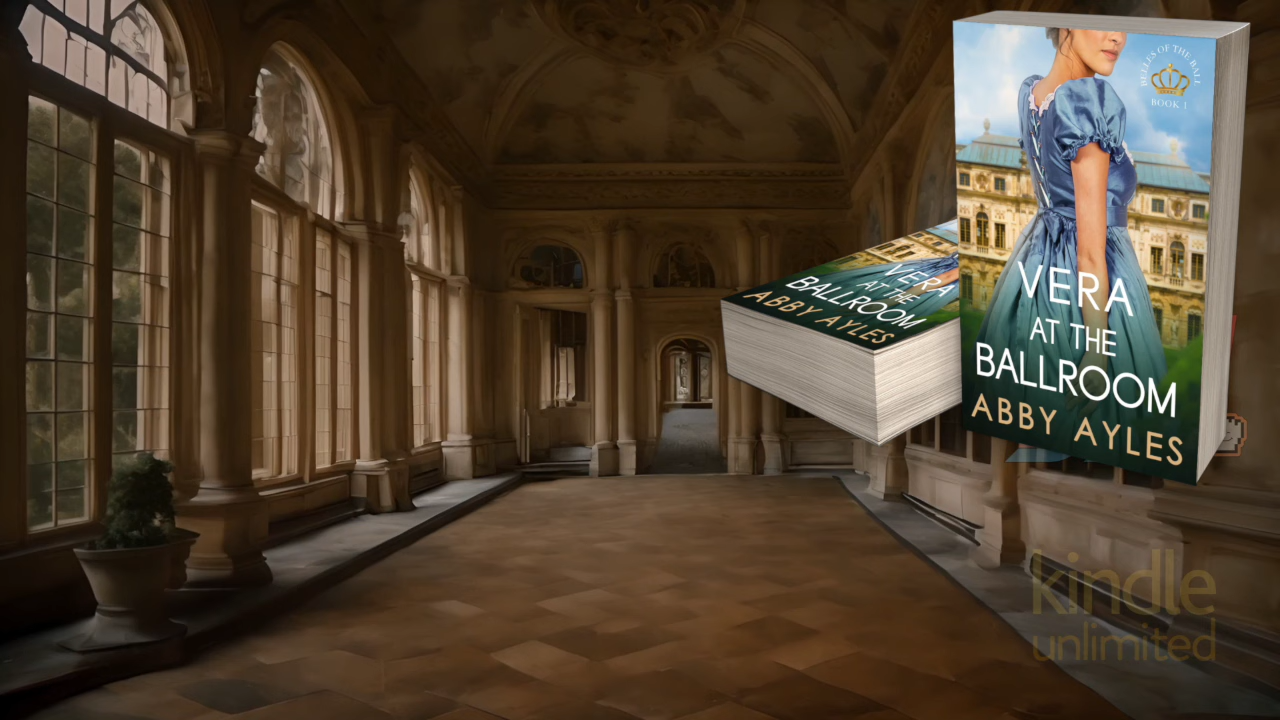 BELLES OF THE BALL
BOOK 1
VERA
AT THE
BALLROOM
ABBY AYLES
VERA
AT THE
BALLROOM
ABBY AYLES
kindle
unlimited